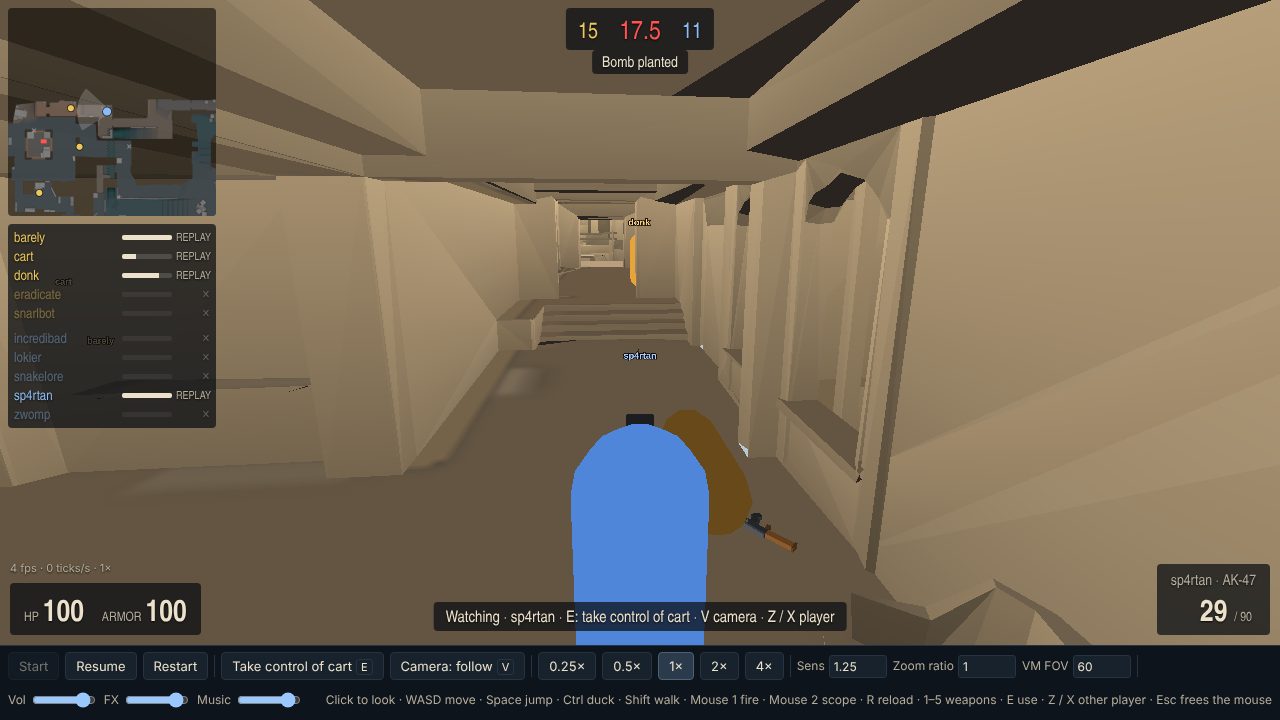 15 17.5 11
Bomb planted
barely REPLAY
cart REPLAY
donk REPLAY
eradicate ×
snarlbot ×
incredibad ×
lokier ×
snakelore ×
sp4rtan REPLAY
zwomp ×
cart
barely
donk
sp4rtan
4 fps · 0 ticks/s · 1×
HP 100 ARMOR 100
Watching · sp4rtan · E: take control of cart · V camera · Z / X player
sp4rtan · AK-47
29 / 90
Start Resume Restart Take control of cart E Camera: follow V 0.25× 0.5× 1× 2× 4× Sens 1.25 Zoom ratio 1 VM FOV 60
Vol FX Music Click to look · WASD move · Space jump · Ctrl duck · Shift walk · Mouse 1 fire · Mouse 2 scope · R reload · 1–5 weapons · E use · Z / X other player · Esc frees the mouse